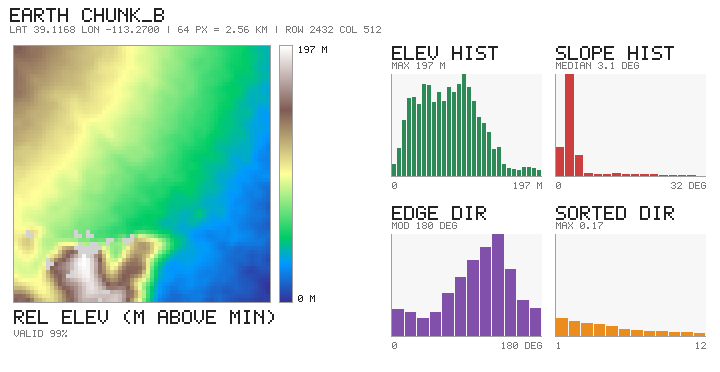 EARTH CHUNK_B
LAT 39.1168 LON -113.2700 | 64 PX = 2.56 KM | ROW 2432 COL 512
197 M
0 M
REL ELEV (M ABOVE MIN)
VALID 99%
ELEV HIST
MAX 197 M
0 197 M
SLOPE HIST
MEDIAN 3.1 DEG
0 32 DEG
EDGE DIR
MOD 180 DEG
0 180 DEG
SORTED DIR
MAX 0.17
1 12